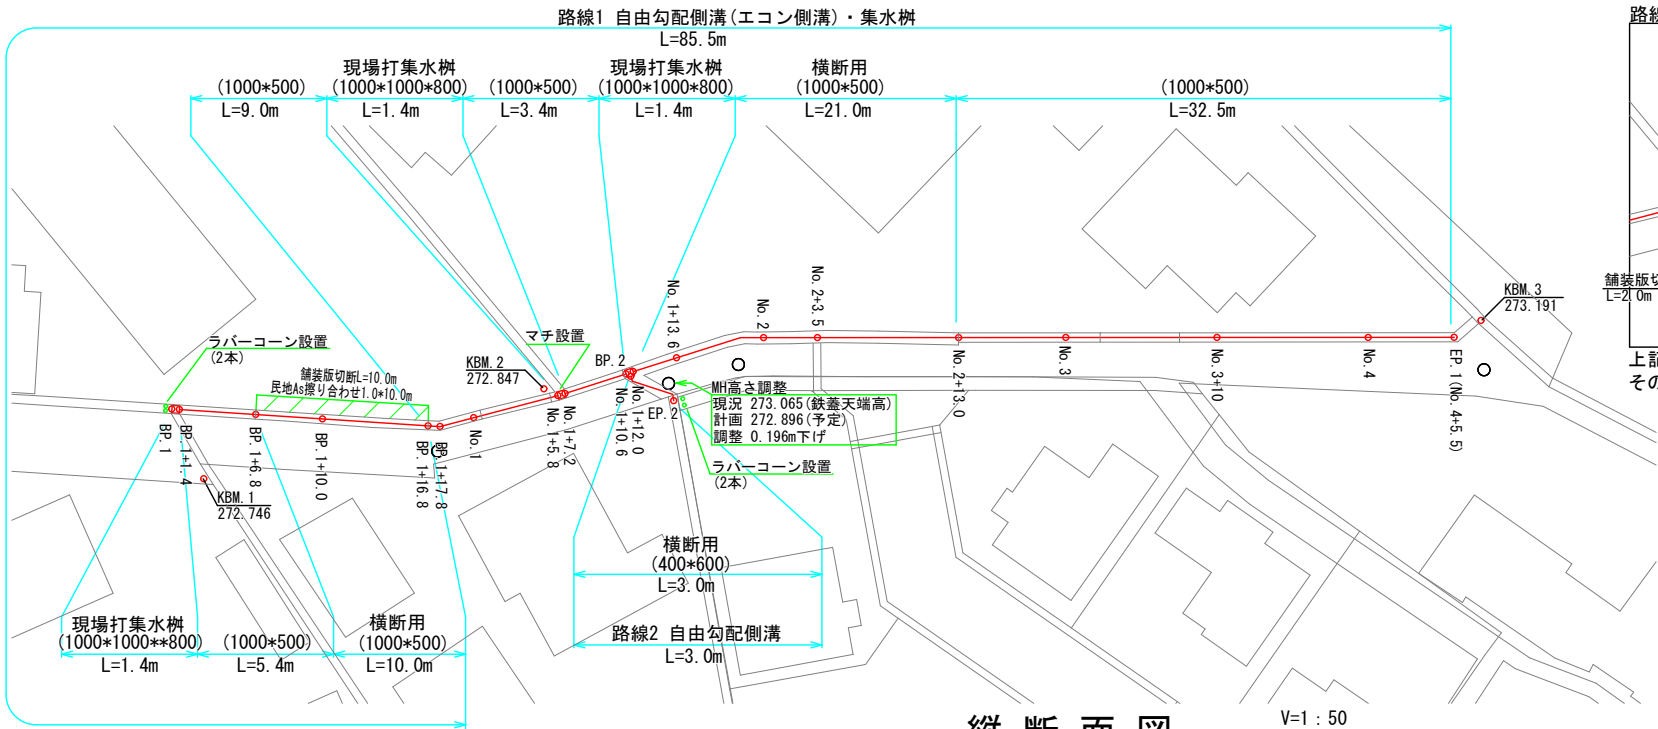 路線1 自由勾配側溝(エコン側溝)・集水桝
L=85.5m
(1000*500)
L=9.0m
現場打集水桝
(1000*1000*800)
L=1.4m
(1000*500)
L=3.4m
現場打集水桝
(1000*1000*800)
L=1.4m
横断用
(1000*500)
L=21.0m
(1000*500)
L=32.5m
路線
ラバーコーン設置
(2本)
舗装版切断L=10.0m
民地As擦り合わせ1.0*10.0m
KBM.2
272.847
マチ設置
BP.2
No.1+13.6
No.2
No.2+3.5
KBM.3
273.191
舗装版切
L=2.0m
上記
その
BP.1
BP.1+1.4
BP.1+6.8
BP.1+10.0
BP.1+16.8
BP.1+17.8
No.1
No.1+5.8
No.1+7.2
No.1+10.6
No.1+12.0
EP.2
MH高さ調整
現況 273.065(鉄蓋天端高)
計画 272.896(予定)
調整 0.196m下げ
ラバーコーン設置
(2本)
No.2+13.0
No.3
No.3+10
No.4
EP.1(No.4+5.5)
KBM.1
272.746
横断用
(400*600)
L=3.0m
路線2 自由勾配側溝
L=3.0m
現場打集水桝
(1000*1000**800)
L=1.4m
(1000*500)
L=5.4m
横断用
(1000*500)
L=10.0m
縦断面図
V=1：50